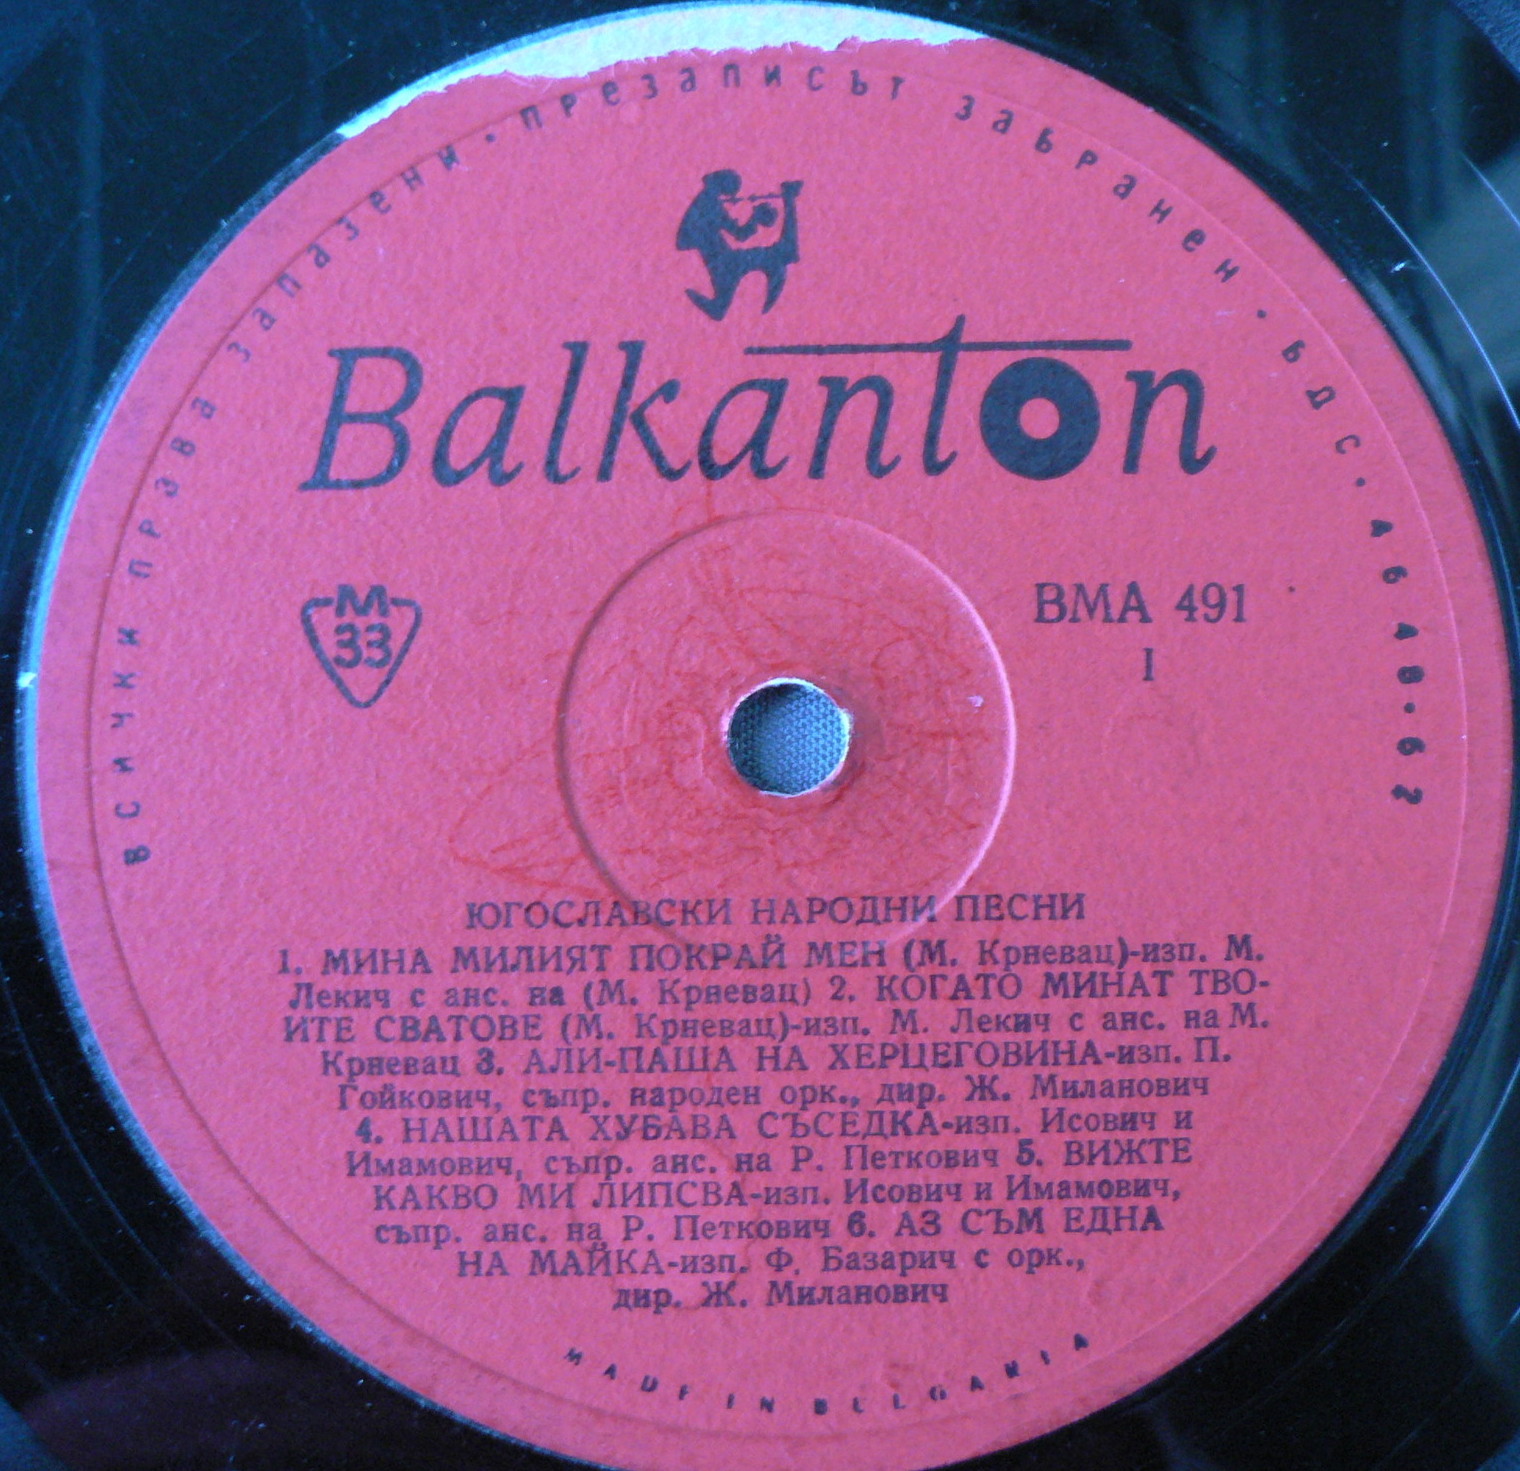 всички права запазени · презаписът забранен · БДС · 4648·62
Balkanton
M
33
ВМА 491
I
ЮГОСЛАВСКИ НАРОДНИ ПЕСНИ
1. МИНА МИЛИЯТ ПОКРАЙ МЕН (М. Крневац)-изп. М.
Лекич с анс. на (М. Крневац) 2. КОГАТО МИНАТ ТВО-
ИТЕ СВАТОВЕ (М. Крневац)-изп. М. Лекич с анс. на М.
Крневац 3. АЛИ-ПАША НА ХЕРЦЕГОВИНА-изп. П.
Гойкович, съпр. народен орк., дир. Ж. Миланович
4. НАШАТА ХУБАВА СЪСЕДКА-изп. Исович и
Имамович, съпр. анс. на Р. Петкович 5. ВИЖТЕ
КАКВО МИ ЛИПСВА-изп. Исович и Имамович,
съпр. анс. на Р. Петкович 6. АЗ СЪМ ЕДНА
НА МАЙКА-изп. Ф. Базарич с орк.,
дир. Ж. Миланович
MADE IN BULGARIA